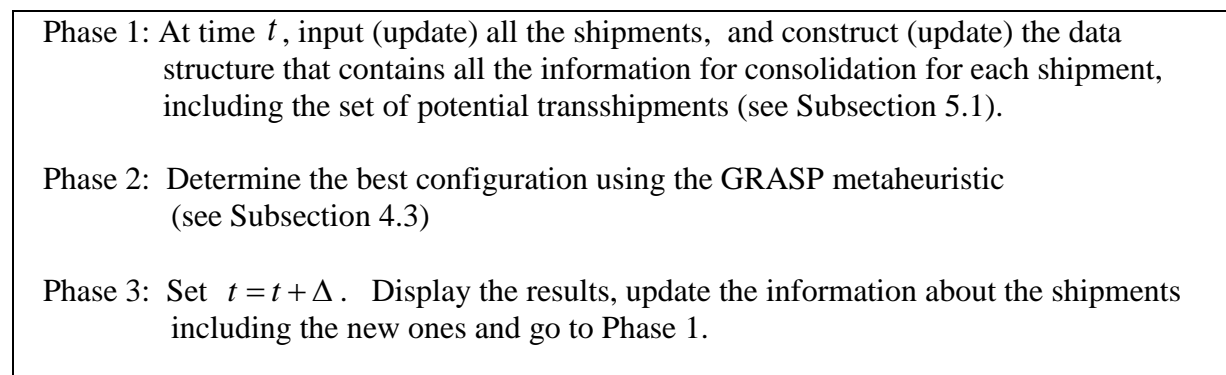 Phase 1: At time t, input (update) all the shipments, and construct (update) the data
structure that contains all the information for consolidation for each shipment,
including the set of potential transshipments (see Subsection 5.1).
Phase 2: Determine the best configuration using the GRASP metaheuristic
(see Subsection 4.3)
Phase 3: Set t = t + Δ. Display the results, update the information about the shipments
including the new ones and go to Phase 1.